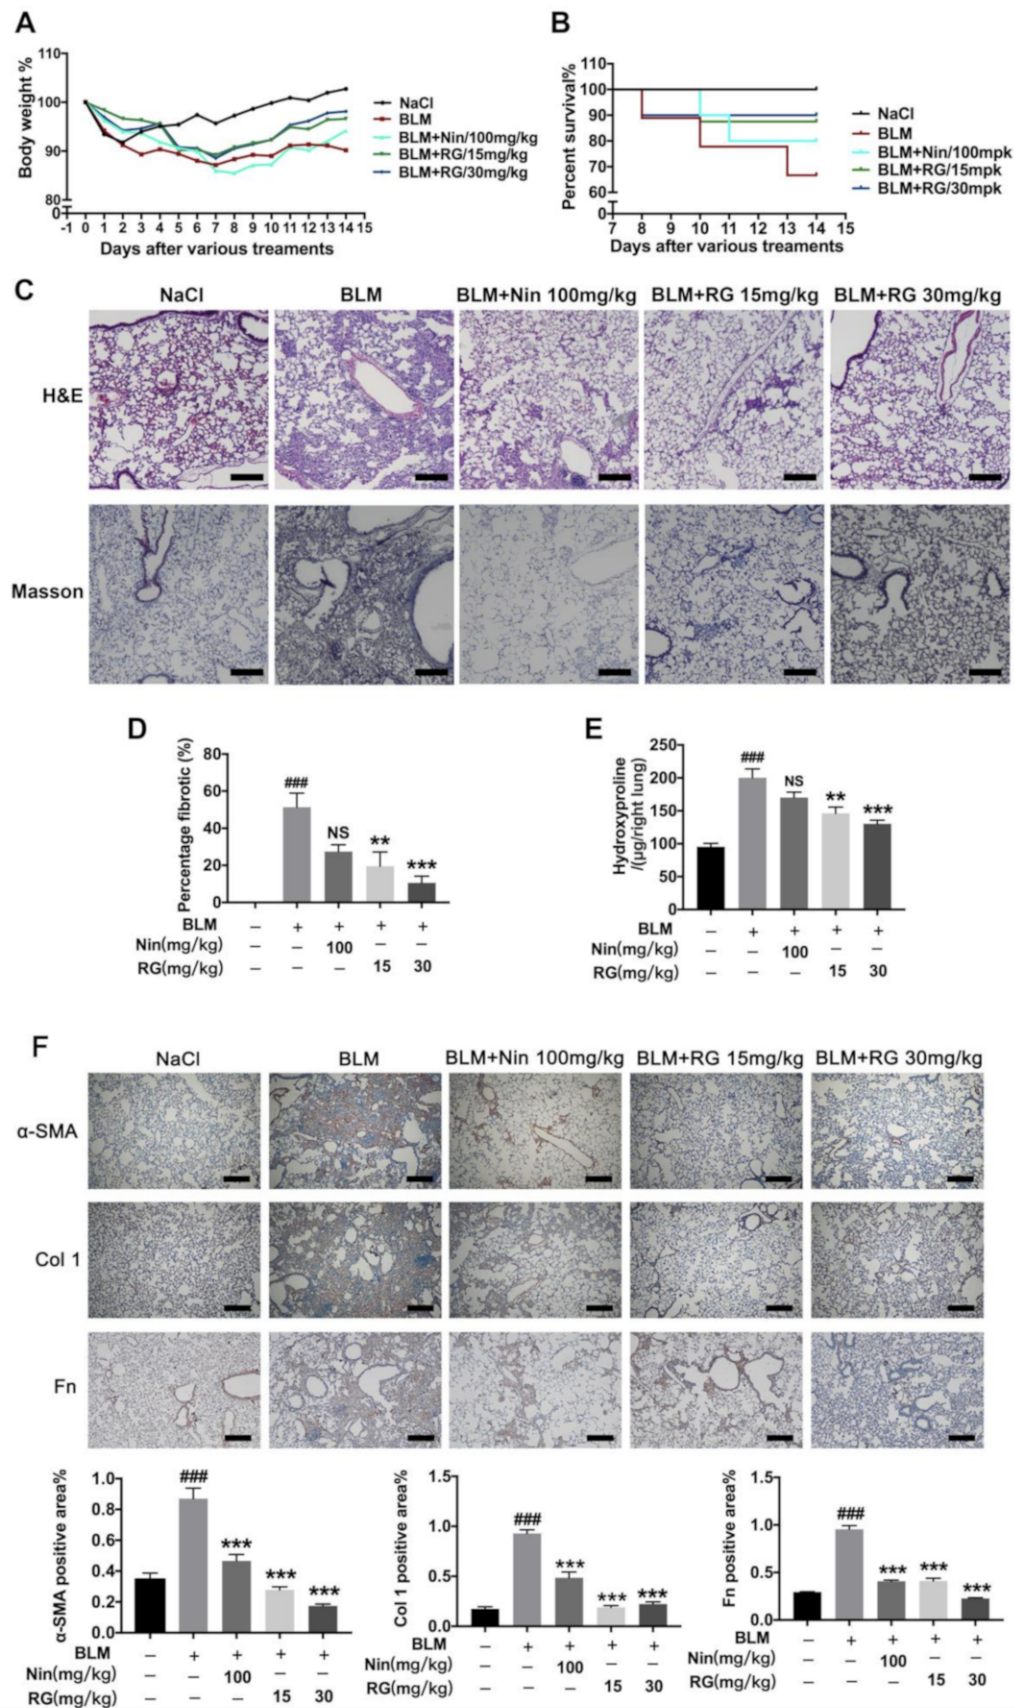 A
Body weight %
110
100
90
80
0
-1 0 1 2 3 4 5 6 7 8 9 10 11 12 13 14 15
Days after various treaments
NaCl
BLM
BLM+Nin/100mg/kg
BLM+RG/15mg/kg
BLM+RG/30mg/kg
B
Percent survival%
110
100
90
80
70
60
0
7 8 9 10 11 12 13 14 15
Days after various treaments
NaCl
BLM
BLM+Nin/100mpk
BLM+RG/15mpk
BLM+RG/30mpk
C
NaCl BLM BLM+Nin 100mg/kg BLM+RG 15mg/kg BLM+RG 30mg/kg
H&E
Masson
D
Percentage fibrotic (%)
80
60
40
20
0
###
NS
**
***
BLM – + + + +
Nin(mg/kg) – – 100
RG(mg/kg) – – – 15 30
E
Hydroxyproline
/(μg/right lung)
250
200
150
100
50
0
###
NS
**
***
BLM – + + + +
Nin(mg/kg) – – 100
RG(mg/kg) – – – 15 30
F
NaCl BLM BLM+Nin 100mg/kg BLM+RG 15mg/kg BLM+RG 30mg/kg
α-SMA
Col 1
Fn
α-SMA positive area%
1.0
0.8
0.6
0.4
0.2
0.0
###
***
***
***
BLM – + + + +
Nin(mg/kg) – – 100
RG(mg/kg) – – – 15 30
Col 1 positive area%
1.5
1.0
0.5
0.0
###
***
***
***
BLM – + + + +
Nin(mg/kg) – – 100
RG(mg/kg) – – – 15 30
Fn positive area%
1.5
1.0
0.5
0.0
###
***
***
***
BLM – + + + +
Nin(mg/kg) – – 100
RG(mg/kg) – – – 15 30